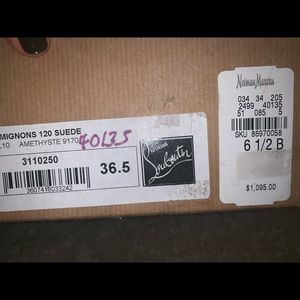 MIGNONS 120 SUEDE
L10 AMETHYSTE 9170
40135
3110250
36.5
3607416033242
Christian
Louboutin
Neiman Marcus
034 34 205
2499 40135
51 085 5
SKU 86970058
6 1/2 B
$1,095.00